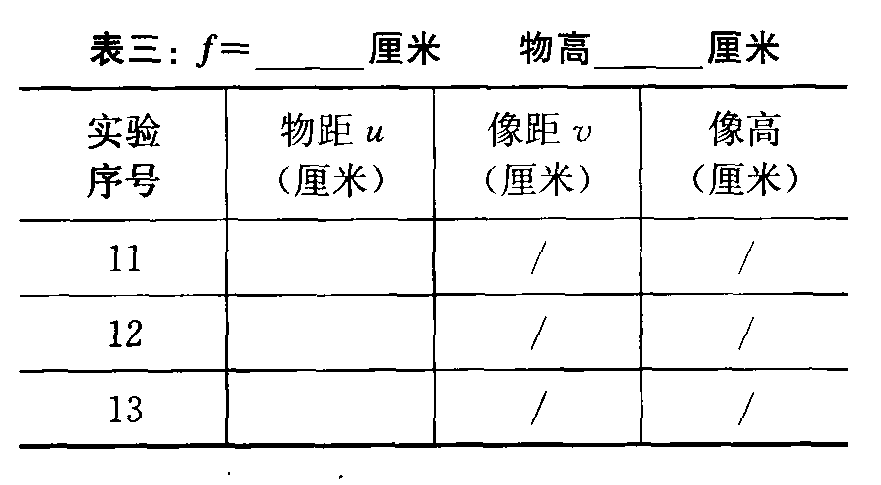 表三：f=______厘米 物高______厘米
实验序号 物距 u（厘米） 像距 v（厘米） 像高（厘米）
11 / /
12 / /
13 / /